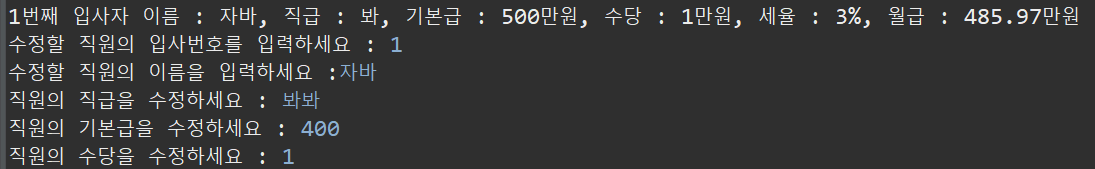 1번째 입사자 이름 : 자바, 직급 : 봐, 기본급 : 500만원, 수당 : 1만원, 세율 : 3%, 월급 : 485.97만원
수정할 직원의 입사번호를 입력하세요 : 1
수정할 직원의 이름을 입력하세요 :자바
직원의 직급을 수정하세요 : 봐봐
직원의 기본급을 수정하세요 : 400
직원의 수당을 수정하세요 : 1